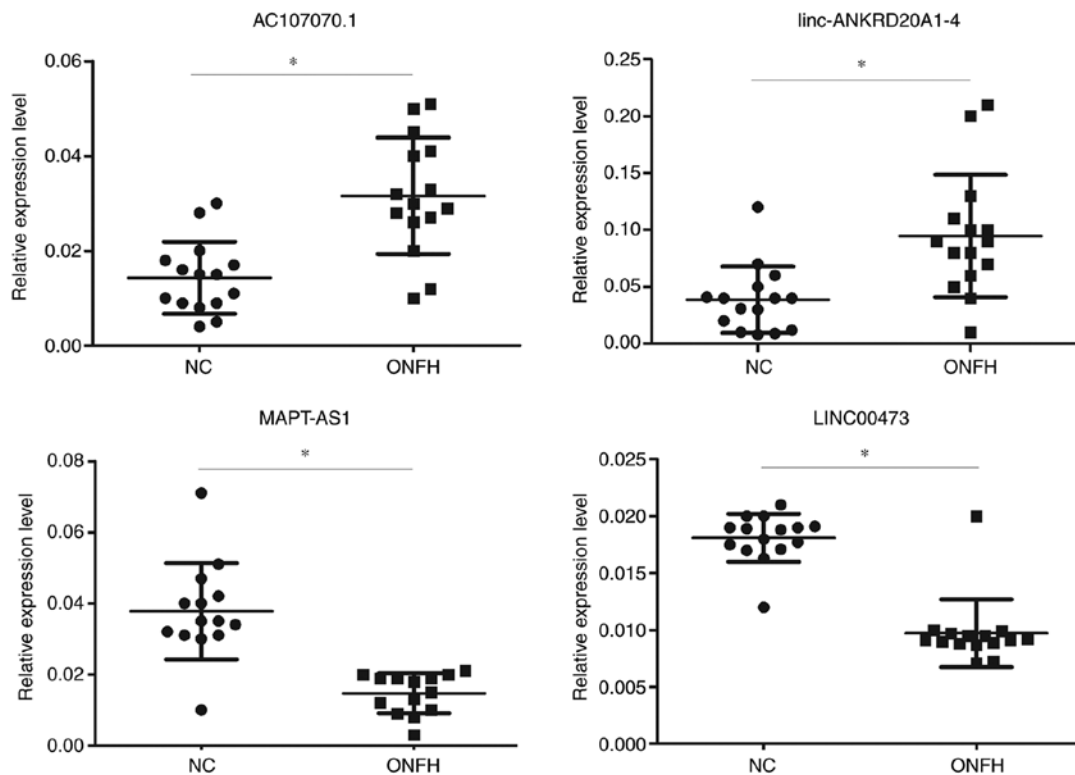 AC107070.1
*
Relative expression level
0.06
0.04
0.02
0.00
NC
ONFH
linc-ANKRD20A1-4
*
Relative expression level
0.25
0.20
0.15
0.10
0.05
0.00
NC
ONFH
MAPT-AS1
*
Relative expression level
0.08
0.06
0.04
0.02
0.00
NC
ONFH
LINC00473
*
Relative expression level
0.025
0.020
0.015
0.010
0.005
0.000
NC
ONFH